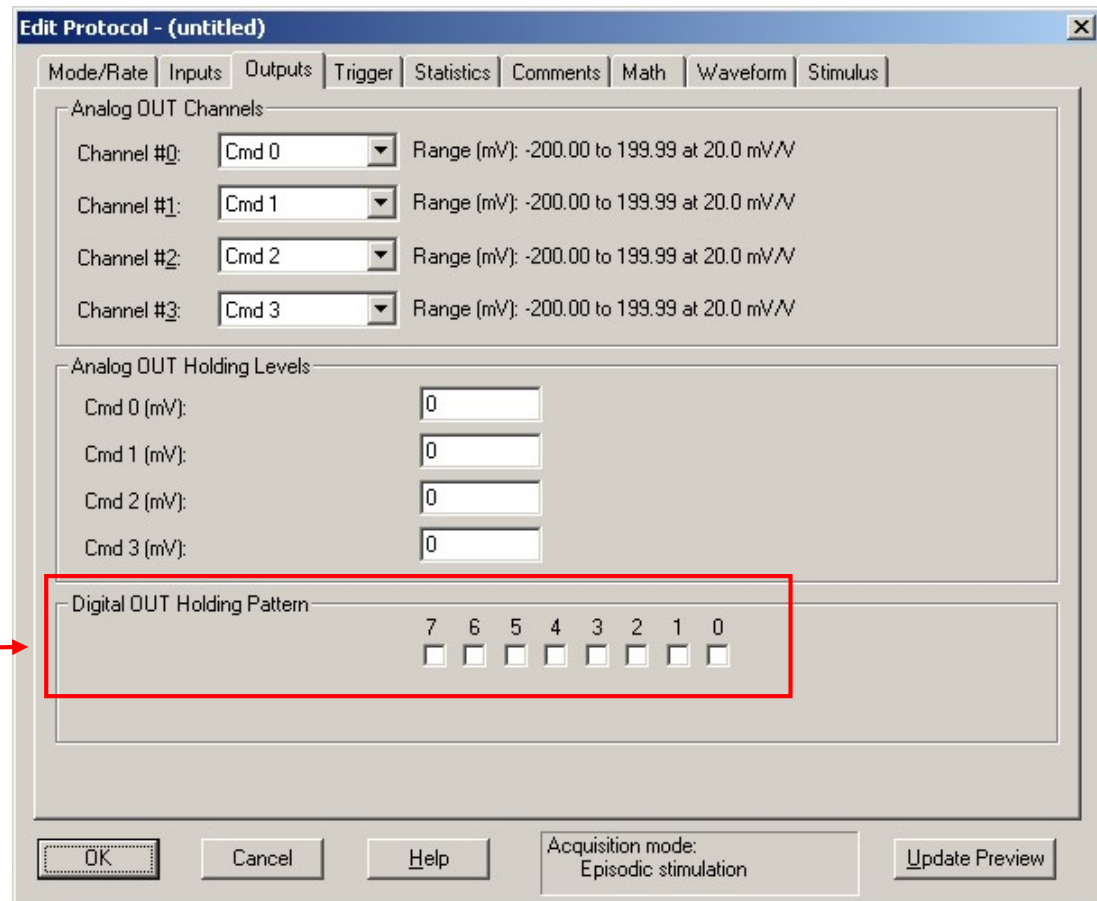 Edit Protocol - (untitled)
Mode/Rate Inputs Outputs Trigger Statistics Comments Math Waveform Stimulus
Analog OUT Channels
Channel #0: Cmd 0 Range (mV): -200.00 to 199.99 at 20.0 mV/V
Channel #1: Cmd 1 Range (mV): -200.00 to 199.99 at 20.0 mV/V
Channel #2: Cmd 2 Range (mV): -200.00 to 199.99 at 20.0 mV/V
Channel #3: Cmd 3 Range (mV): -200.00 to 199.99 at 20.0 mV/V
Analog OUT Holding Levels
Cmd 0 (mV): 0
Cmd 1 (mV): 0
Cmd 2 (mV): 0
Cmd 3 (mV): 0
Digital OUT Holding Pattern
7 6 5 4 3 2 1 0
OK Cancel Help Acquisition mode: Update Preview
Episodic stimulation